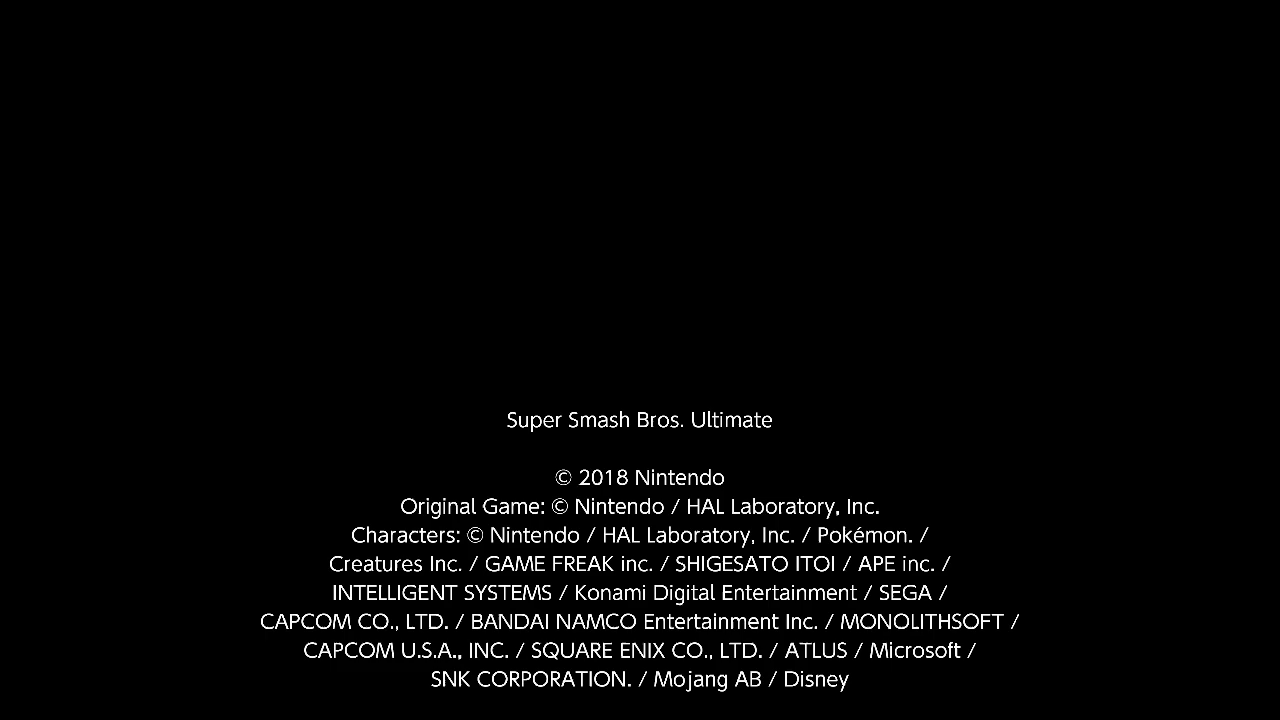 Super Smash Bros. Ultimate
© 2018 Nintendo
Original Game: © Nintendo / HAL Laboratory, Inc.
Characters: © Nintendo / HAL Laboratory, Inc. / Pokémon. /
Creatures Inc. / GAME FREAK inc. / SHIGESATO ITOI / APE inc. /
INTELLIGENT SYSTEMS / Konami Digital Entertainment / SEGA /
CAPCOM CO., LTD. / BANDAI NAMCO Entertainment Inc. / MONOLITHSOFT /
CAPCOM U.S.A., INC. / SQUARE ENIX CO., LTD. / ATLUS / Microsoft /
SNK CORPORATION. / Mojang AB / Disney